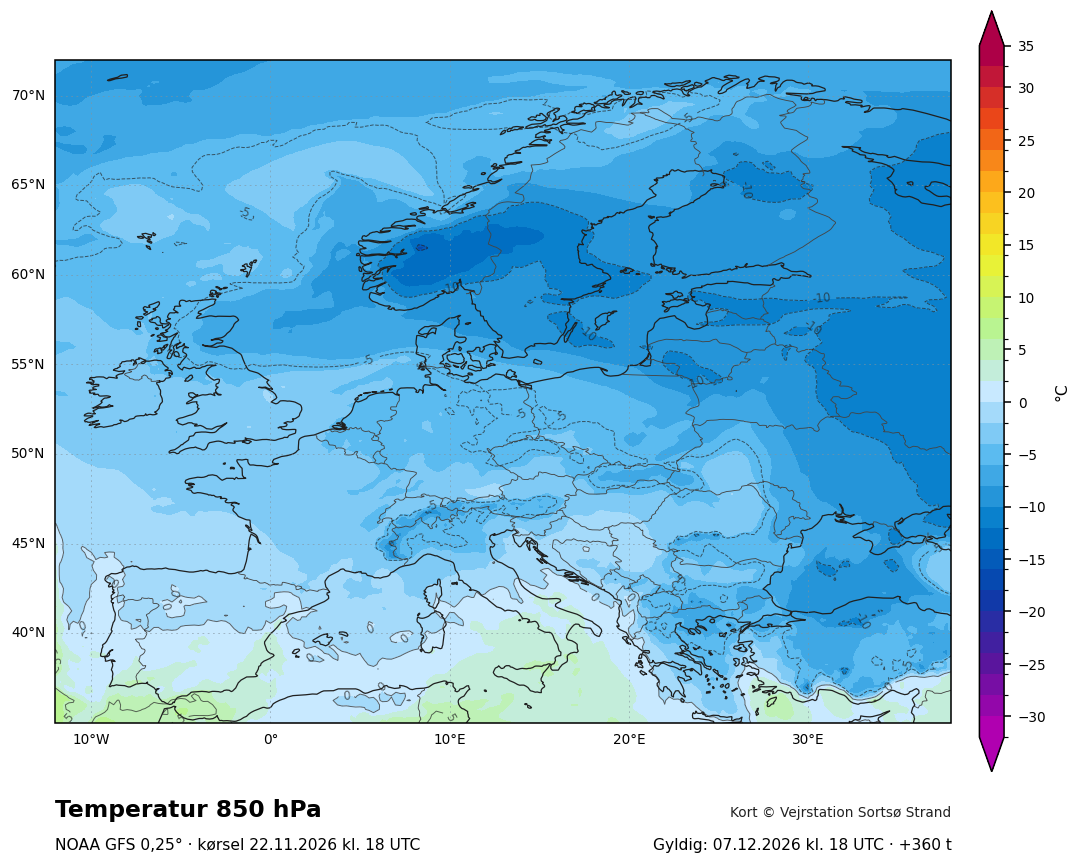 70°N
65°N
60°N
55°N
50°N
45°N
40°N
10°W 0° 10°E 20°E 30°E
35
30
25
20
15
10
5
0
−5
−10
−15
−20
−25
−30
°C
Temperatur 850 hPa
Kort © Vejrstation Sortsø Strand
NOAA GFS 0,25° · kørsel 22.11.2026 kl. 18 UTC
Gyldig: 07.12.2026 kl. 18 UTC · +360 t